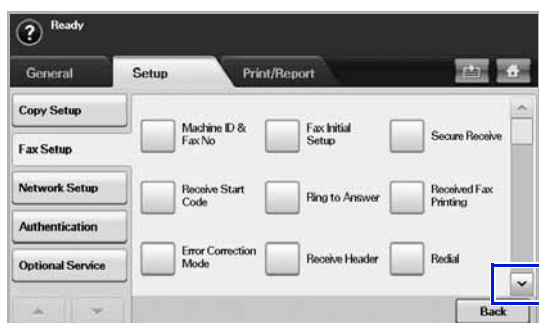 ? Ready
General Setup Print/Report
Copy Setup
Fax Setup
Network Setup
Authentication
Optional Service
Machine ID &
Fax No
Fax Initial
Setup
Secure Receive
Receive Start
Code
Ring to Answer
Received Fax
Printing
Error Correction
Mode
Receive Header
Redial
Back